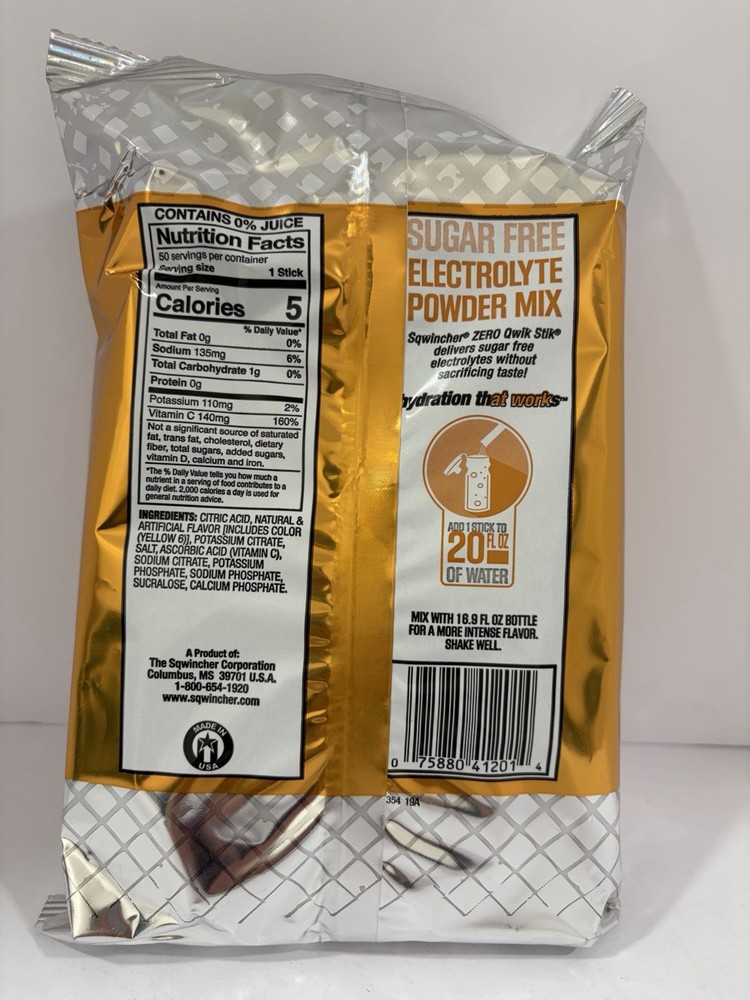 CONTAINS 0% JUICE
Nutrition Facts
50 servings per container
Serving size 1 Stick
Amount Per Serving
Calories 5
% Daily Value*
Total Fat 0g 0%
Sodium 135mg 6%
Total Carbohydrate 1g 0%
Protein 0g
Potassium 110mg 2%
Vitamin C 140mg 160%
Not a significant source of saturated
fat, trans fat, cholesterol, dietary
fiber, total sugars, added sugars,
vitamin D, calcium and iron.
*The % Daily Value tells you how much a
nutrient in a serving of food contributes to a
daily diet. 2,000 calories a day is used for
general nutrition advice.
INGREDIENTS: CITRIC ACID, NATURAL &
ARTIFICIAL FLAVOR [INCLUDES COLOR
(YELLOW 6)], POTASSIUM CITRATE,
SALT, ASCORBIC ACID (VITAMIN C),
SODIUM CITRATE, POTASSIUM
PHOSPHATE, SODIUM PHOSPHATE,
SUCRALOSE, CALCIUM PHOSPHATE.
A Product of:
The Sqwincher Corporation
Columbus, MS 39701 U.S.A.
1-800-654-1920
www.sqwincher.com
MADE IN
USA
SUGAR FREE
ELECTROLYTE
POWDER MIX
Sqwincher® ZERO Qwik Stik®
delivers sugar free
electrolytes without
sacrificing taste!
hydration that works™
ADD 1 STICK TO
20 FL OZ
OF WATER
MIX WITH 16.9 FL OZ BOTTLE
FOR A MORE INTENSE FLAVOR.
SHAKE WELL.
0 75880 41201 4
354 19A